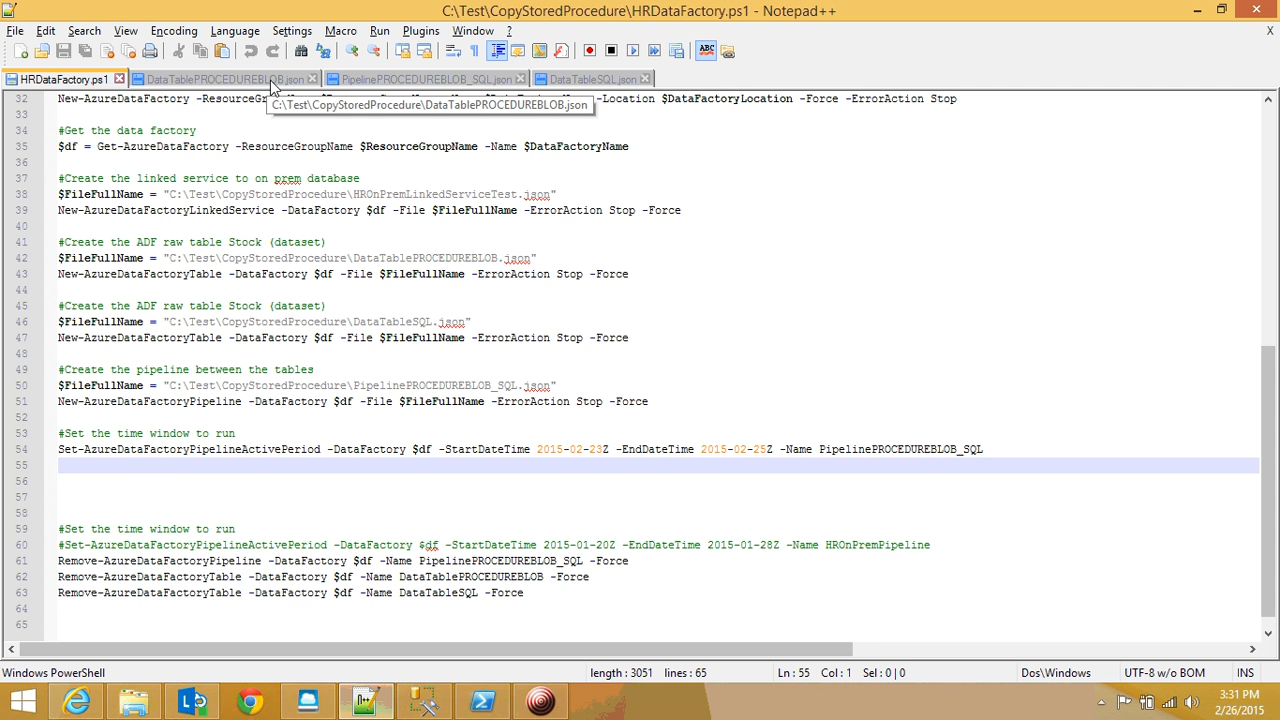 C:\Test\CopyStoredProcedure\HRDataFactory.ps1 - Notepad++
File Edit Search View Encoding Language Settings Macro Run Plugins Window ? X
HRDataFactory.ps1 DataTablePROCEDUREBLOB.json PipelinePROCEDUREBLOB_SQL.json DataTableSQL.json
32 New-AzureDataFactory -ResourceGro -Location $DataFactoryLocation -Force -ErrorAction Stop
C:\Test\CopyStoredProcedure\DataTablePROCEDUREBLOB.json
33
34 #Get the data factory
35 $df = Get-AzureDataFactory -ResourceGroupName $ResourceGroupName -Name $DataFactoryName
36
37 #Create the linked service to on prem database
38 $FileFullName = "C:\Test\CopyStoredProcedure\HROnPremLinkedServiceTest.json"
39 New-AzureDataFactoryLinkedService -DataFactory $df -File $FileFullName -ErrorAction Stop -Force
40
41 #Create the ADF raw table Stock (dataset)
42 $FileFullName = "C:\Test\CopyStoredProcedure\DataTablePROCEDUREBLOB.json"
43 New-AzureDataFactoryTable -DataFactory $df -File $FileFullName -ErrorAction Stop -Force
44
45 #Create the ADF raw table Stock (dataset)
46 $FileFullName = "C:\Test\CopyStoredProcedure\DataTableSQL.json"
47 New-AzureDataFactoryTable -DataFactory $df -File $FileFullName -ErrorAction Stop -Force
48
49 #Create the pipeline between the tables
50 $FileFullName = "C:\Test\CopyStoredProcedure\PipelinePROCEDUREBLOB_SQL.json"
51 New-AzureDataFactoryPipeline -DataFactory $df -File $FileFullName -ErrorAction Stop -Force
52
53 #Set the time window to run
54 Set-AzureDataFactoryPipelineActivePeriod -DataFactory $df -StartDateTime 2015-02-23Z -EndDateTime 2015-02-25Z -Name PipelinePROCEDUREBLOB_SQL
55
56
57
58
59 #Set the time window to run
60 #Set-AzureDataFactoryPipelineActivePeriod -DataFactory $df -StartDateTime 2015-01-20Z -EndDateTime 2015-01-28Z -Name HROnPremPipeline
61 Remove-AzureDataFactoryPipeline -DataFactory $df -Name PipelinePROCEDUREBLOB_SQL -Force
62 Remove-AzureDataFactoryTable -DataFactory $df -Name DataTablePROCEDUREBLOB -Force
63 Remove-AzureDataFactoryTable -DataFactory $df -Name DataTableSQL -Force
64
65
Windows PowerShell length : 3051 lines : 65 Ln : 55 Col : 1 Sel : 0 | 0 Dos\Windows UTF-8 w/o BOM INS
3:31 PM
2/26/2015